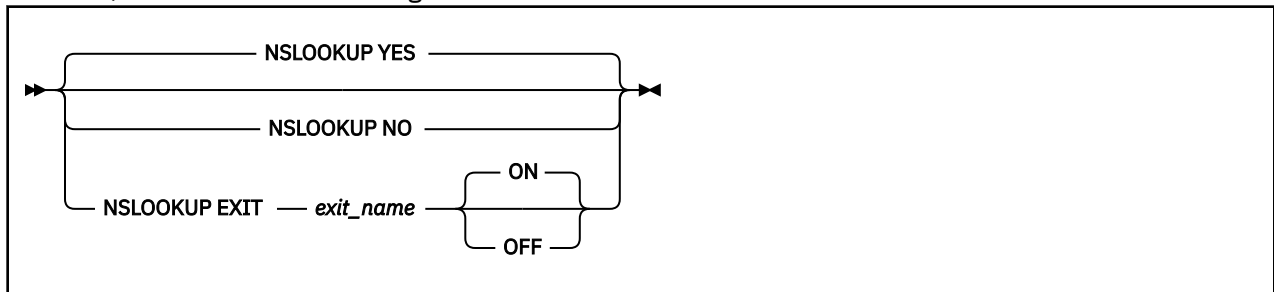 NSLOOKUP YES
NSLOOKUP NO
NSLOOKUP EXIT exit_name ON
OFF